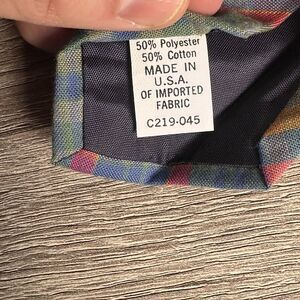 50% Polyester
50% Cotton
MADE IN
U.S.A.
OF IMPORTED
FABRIC
C219-045